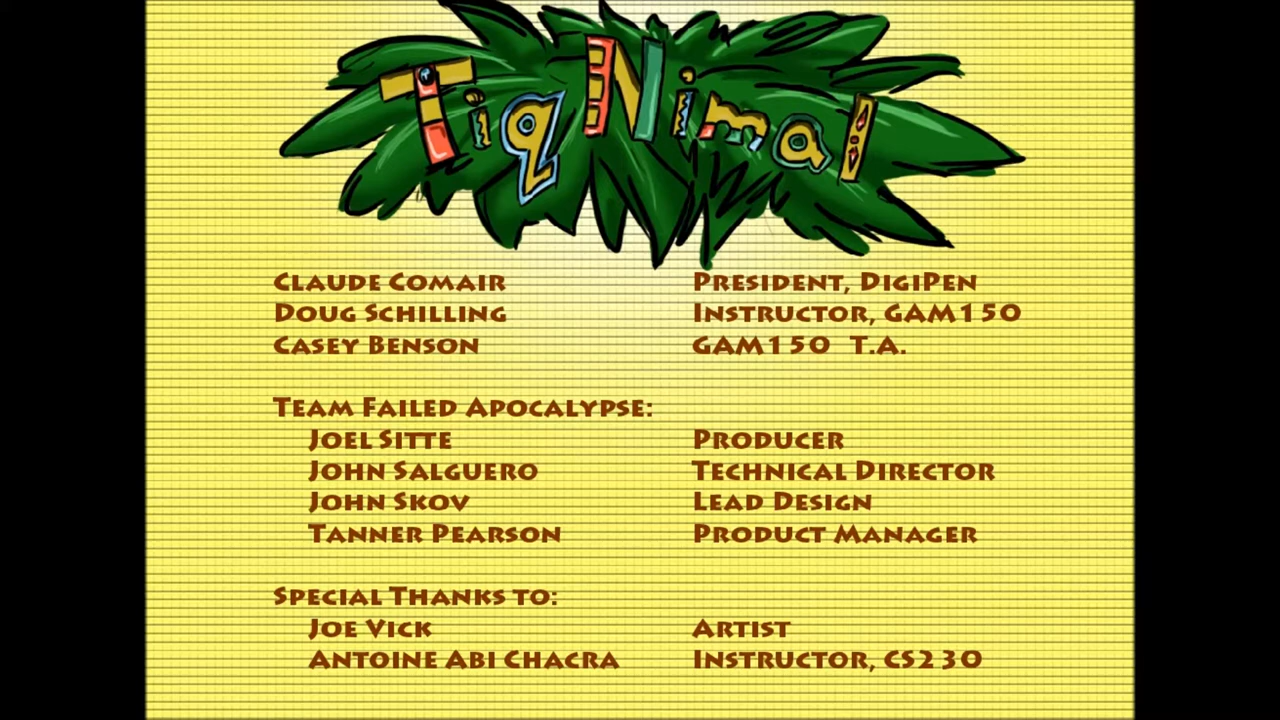 Tiq Nimal
Claude Comair President, DigiPen
Doug Schilling Instructor, GAM150
Casey Benson GAM150 T.A.
Team Failed Apocalypse:
Joel Sitte Producer
John Salguero Technical Director
John Skov Lead Design
Tanner Pearson Product Manager
Special Thanks to:
Joe Vick Artist
Antoine Abi Chacra Instructor, CS230